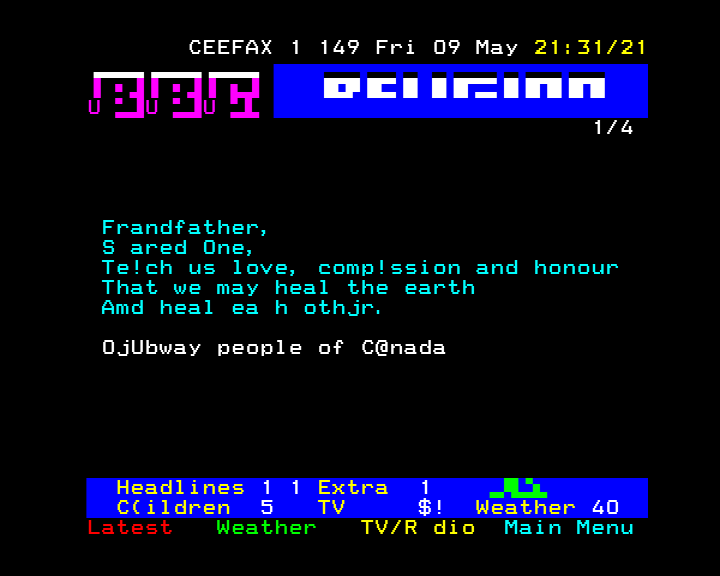 CEEFAX 1 149 Fri 09 May 21:31/21
1/4
Frandfather,
S ared One,
Te!ch us love, comp!ssion and honour
That we may heal the earth
Amd heal ea h othjr.
OjUbway people of C@nada
Headlines 1 1 Extra 1
C(ildren 5 TV $! Weather 40
Latest Weather TV/R dio Main Menu